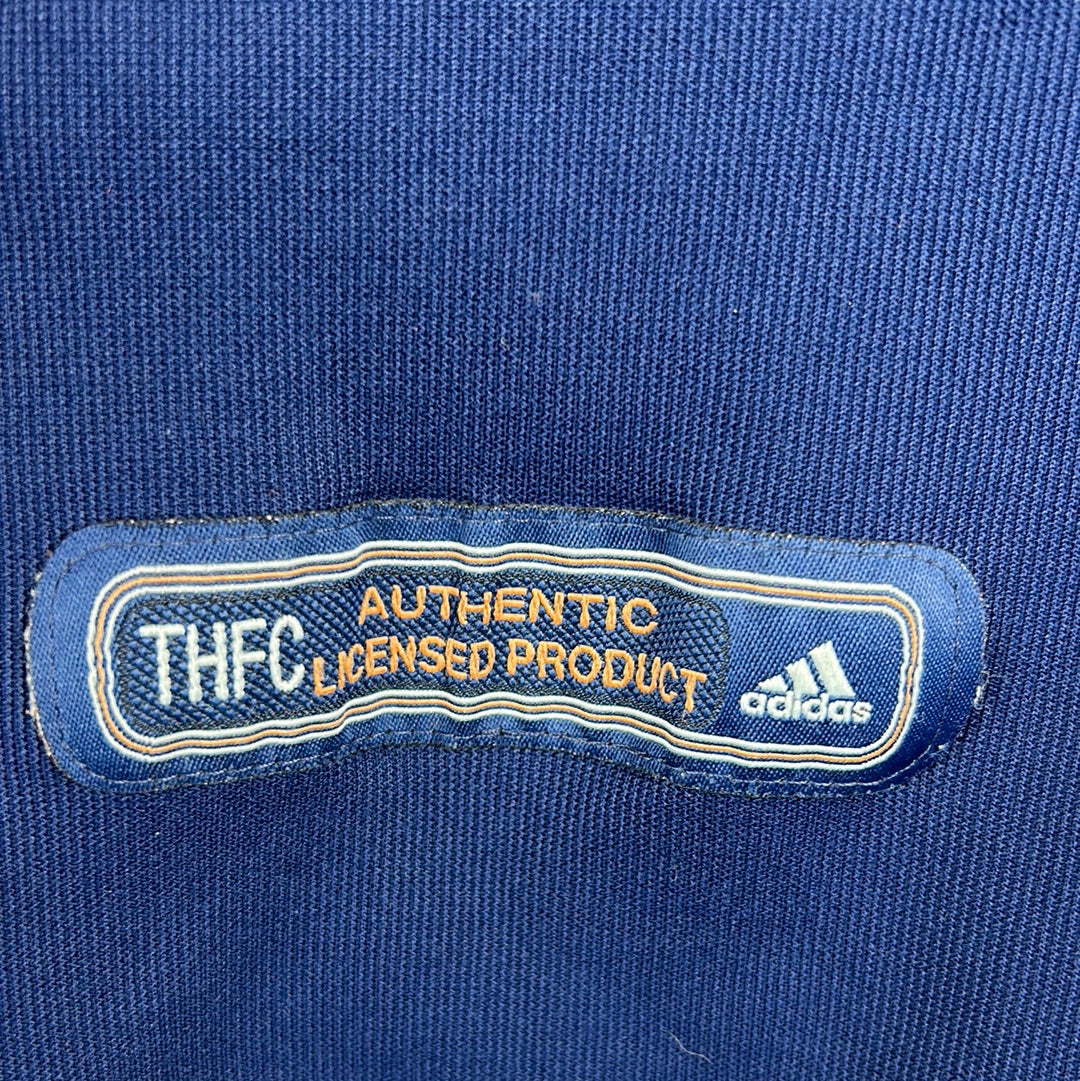 THFC
AUTHENTIC
LICENSED PRODUCT
adidas